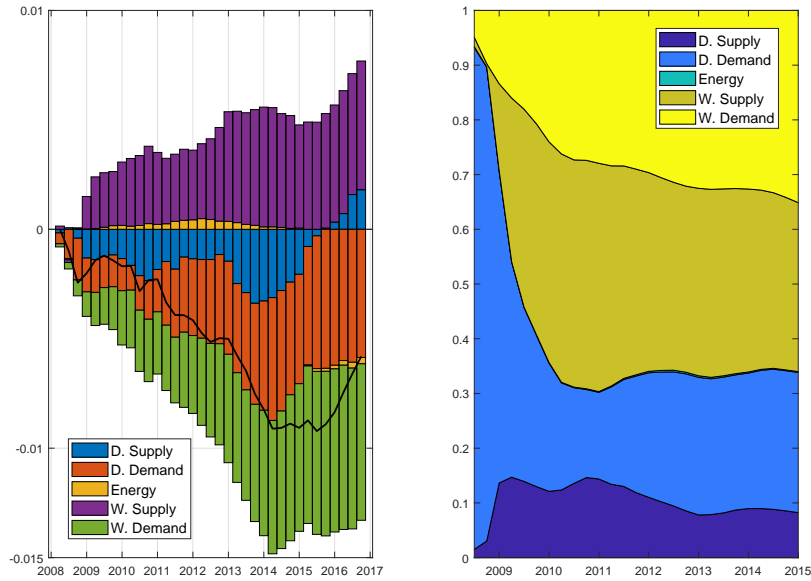 0.01
0
-0.01
-0.015
2008 2009 2010 2011 2012 2013 2014 2015 2016 2017
D. Supply
D. Demand
Energy
W. Supply
W. Demand
1
0.9
0.8
0.7
0.6
0.5
0.4
0.3
0.2
0.1
0
2009 2010 2011 2012 2013 2014 2015
D. Supply
D. Demand
Energy
W. Supply
W. Demand